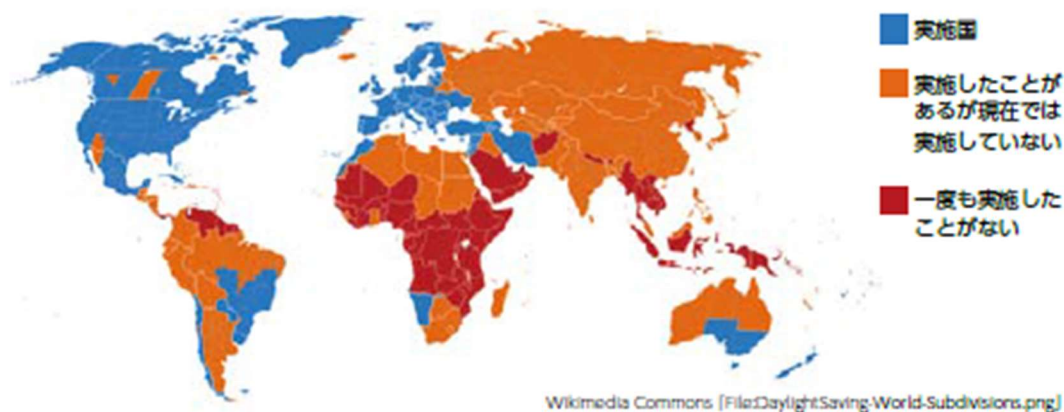 実施国
実施したことが
あるが現在では
実施していない
一度も実施した
ことがない
Wikimedia Commons [File:DaylightSaving-World-Subdivisions.png]